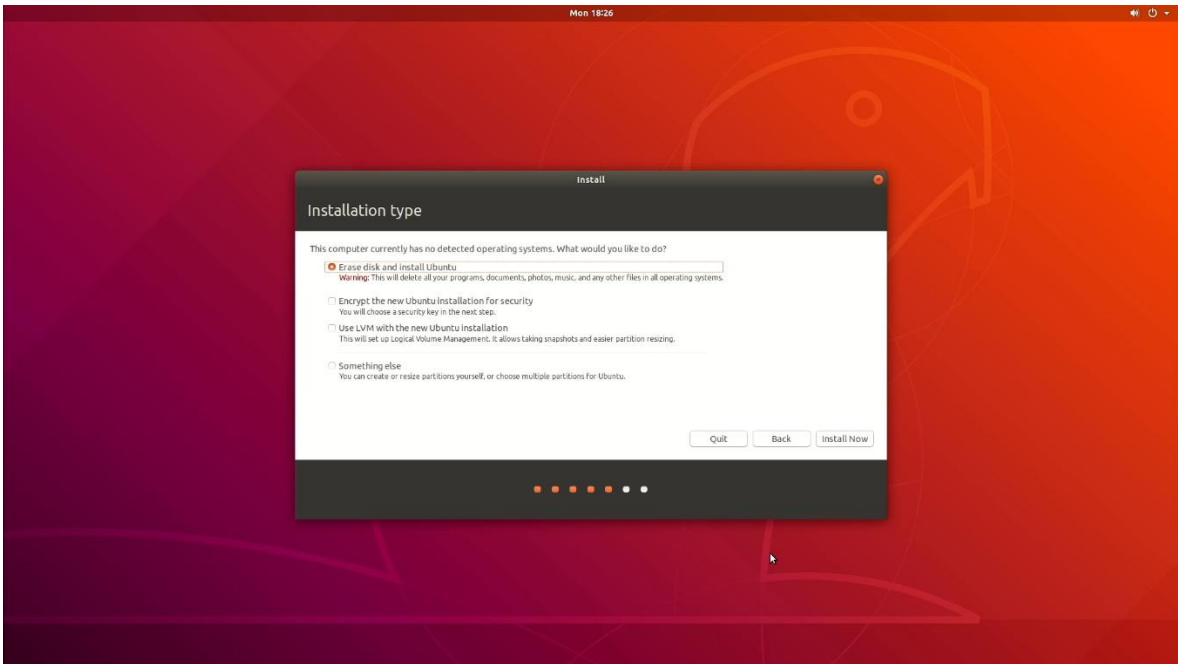 Mon 18:26
Install
Installation type
This computer currently has no detected operating systems. What would you like to do?
Erase disk and install Ubuntu
Warning: This will delete all your programs, documents, photos, music, and any other files in all operating systems.
Encrypt the new Ubuntu installation for security
You will choose a security key in the next step.
Use LVM with the new Ubuntu installation
This will set up Logical Volume Management. It allows taking snapshots and easier partition resizing.
Something else
You can create or resize partitions yourself, or choose multiple partitions for Ubuntu.
Quit Back Install Now